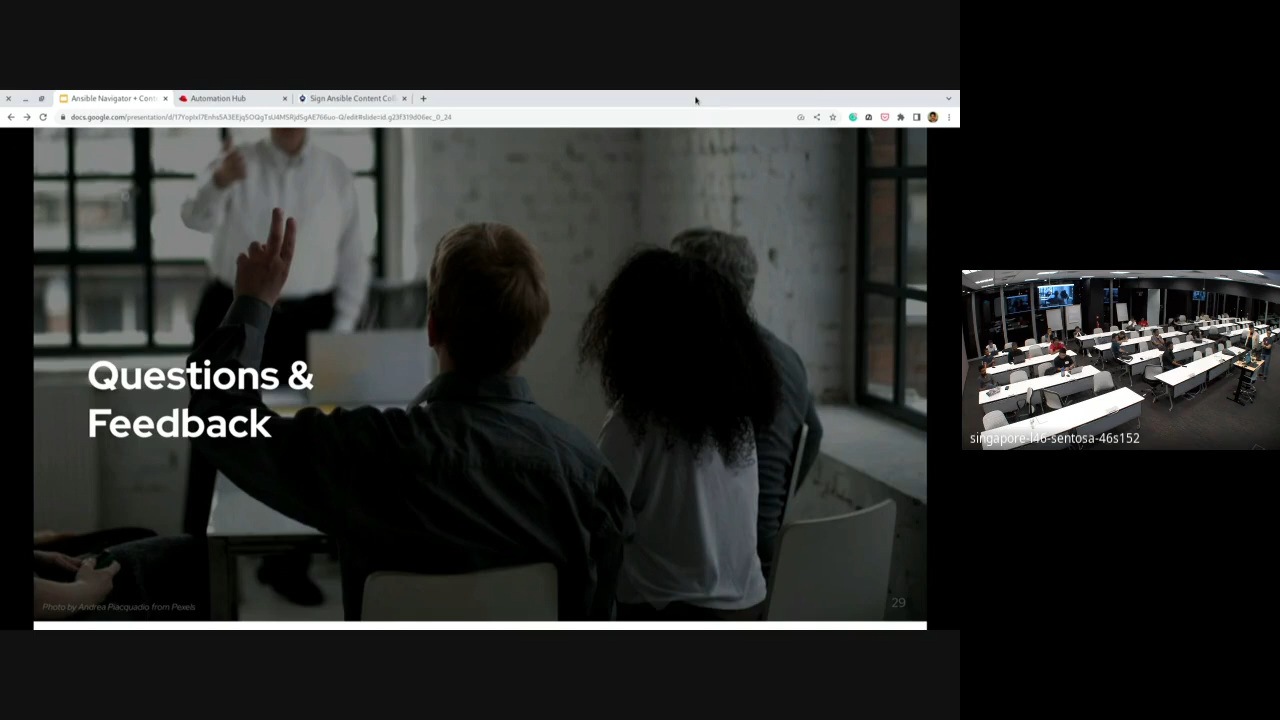 Ansible Navigator + Cont
Automation Hub
Sign Ansible Content Coll
Questions &
Feedback
Photo by Andrea Piacquadio from Pexels
29
singapore-l46-sentosa-46s152